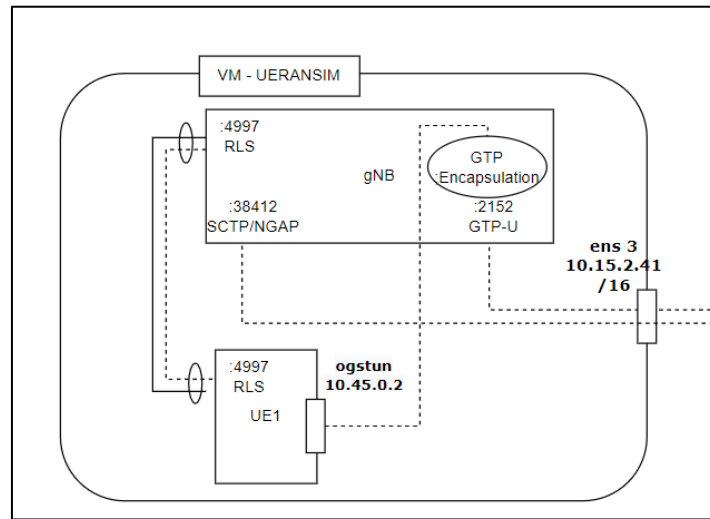 VM - UERANSIM
:4997
RLS
GTP
:Encapsulation
gNB
:38412
SCTP/NGAP
:2152
GTP-U
ens 3
10.15.2.41
/16
:4997
RLS
UE1
ogstun
10.45.0.2